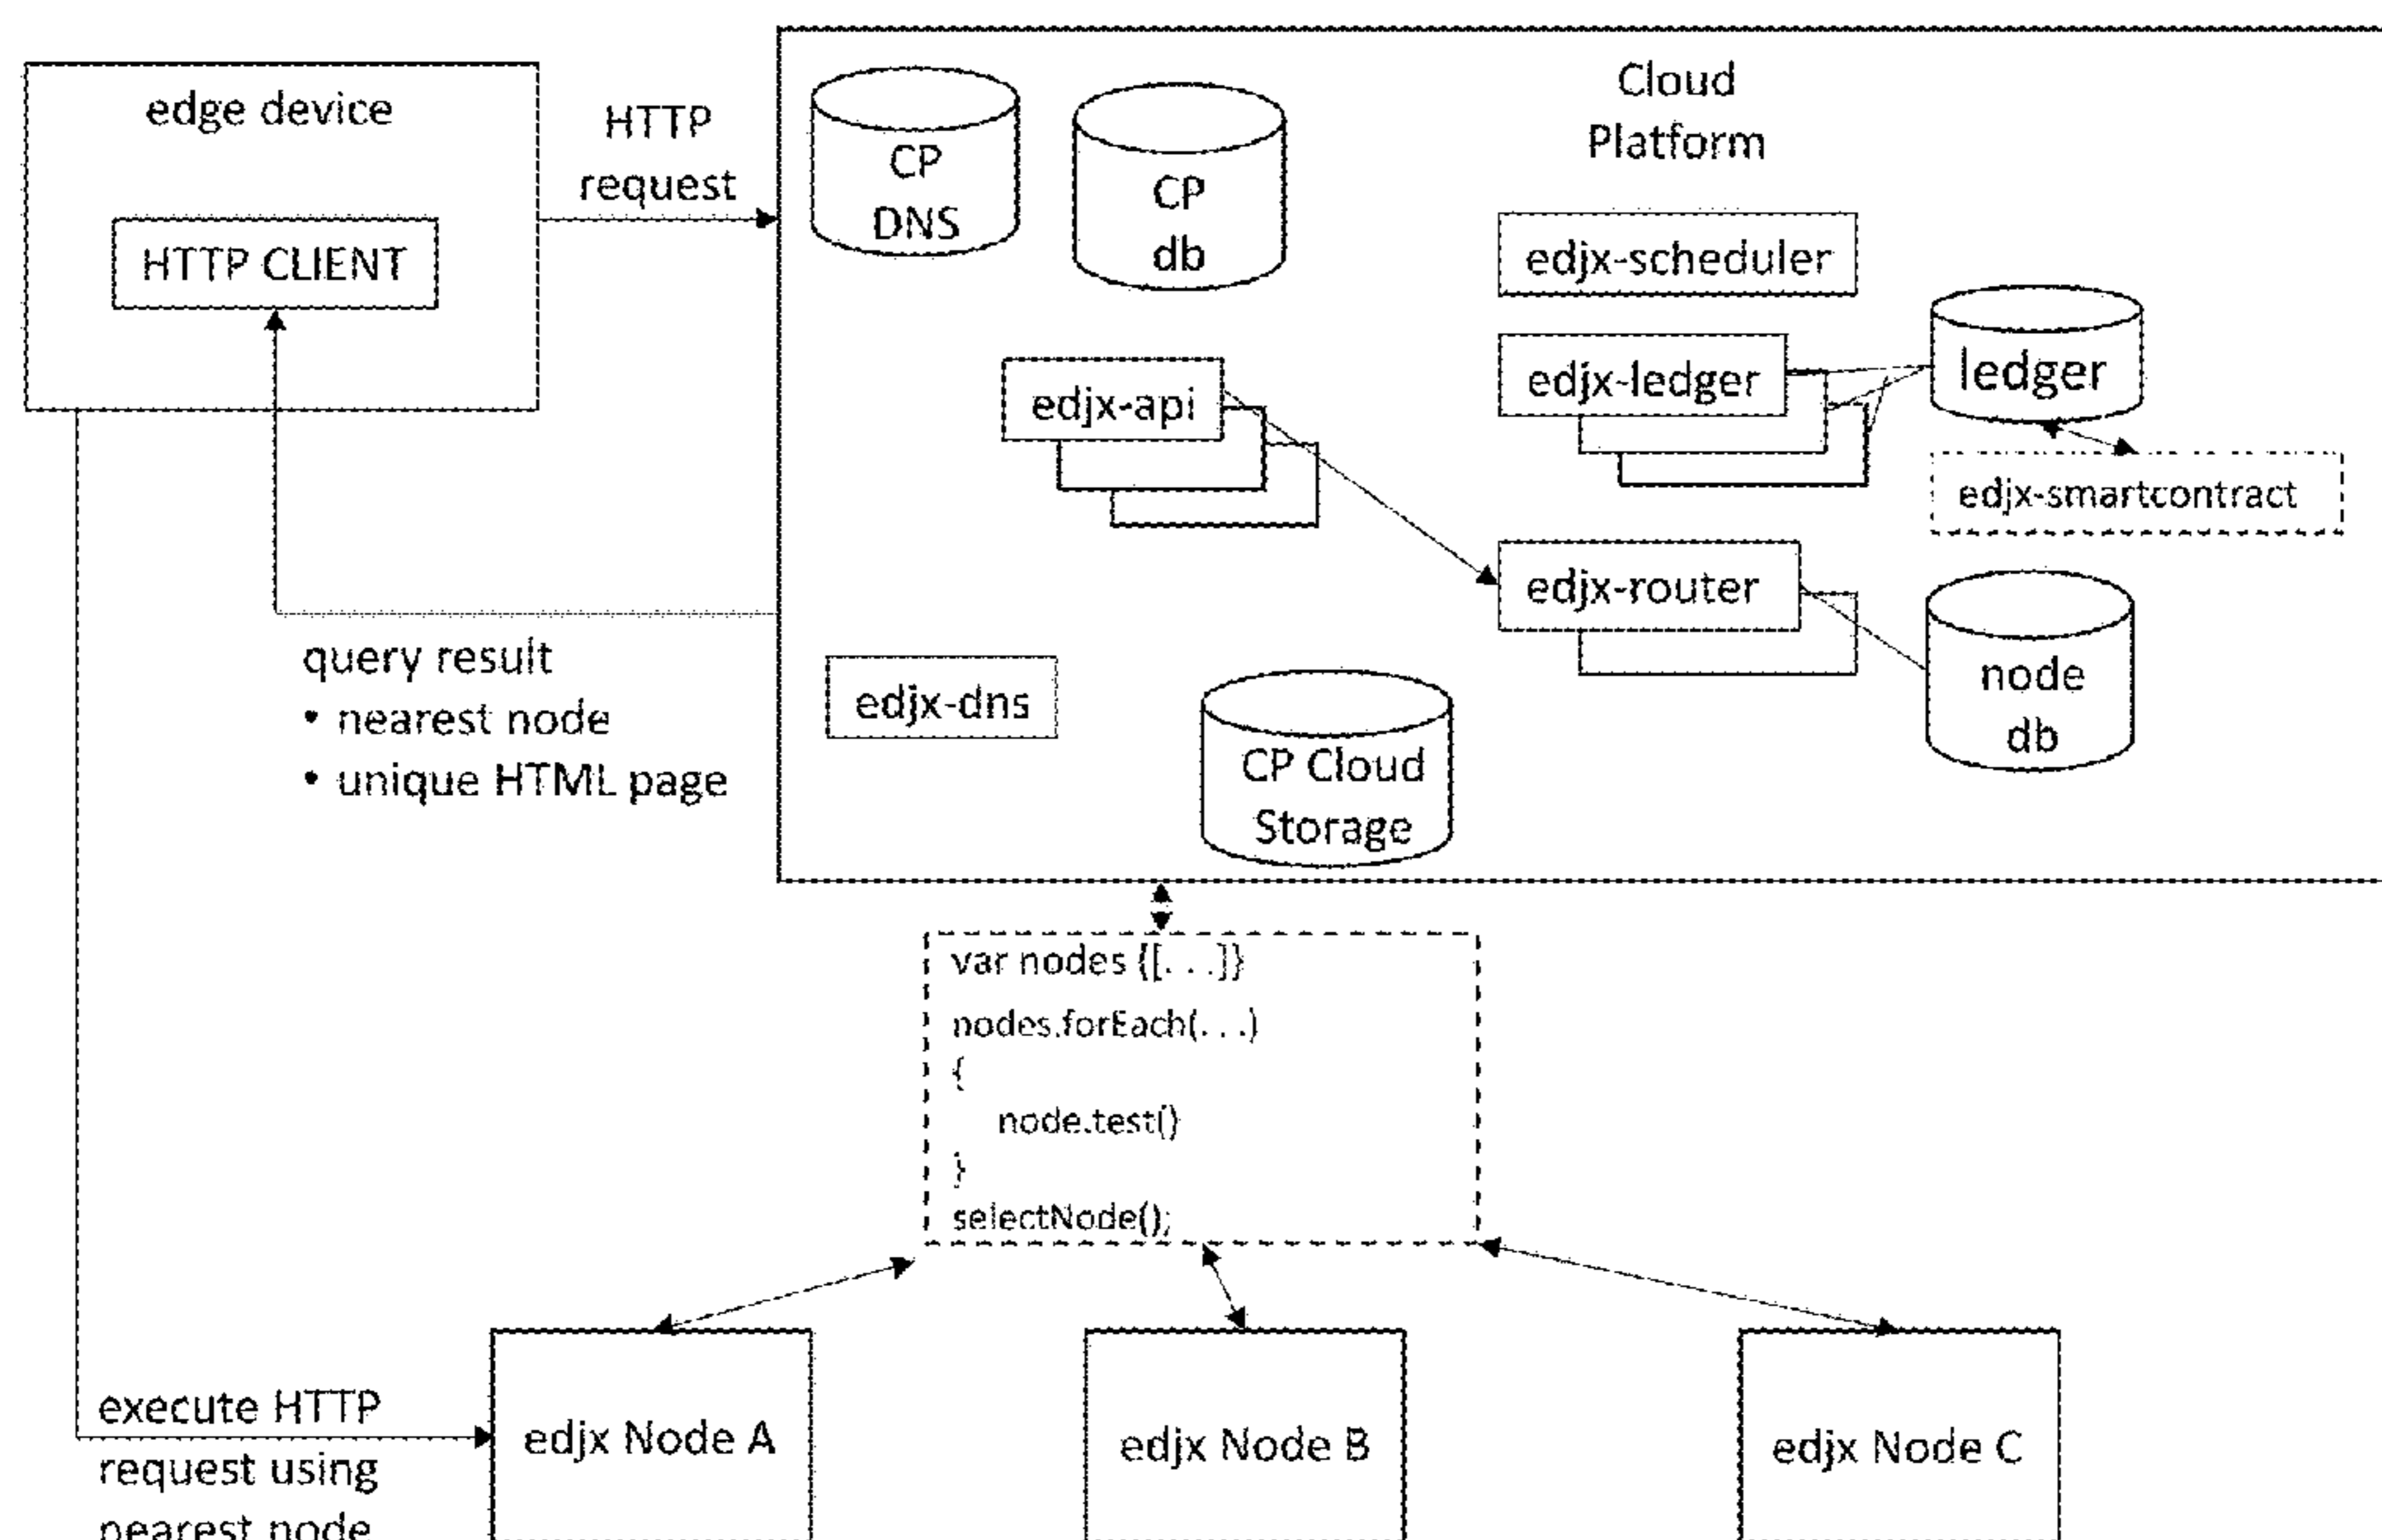 edge device
HTTP CLIENT
HTTP
request
CP
DNS
CP
db
Cloud
Platform
edjx-scheduler
edjx-ledger
ledger
edjx-api
edjx-smartcontract
edjx-router
node
db
edjx-dns
CP Cloud
Storage
query result
• nearest node
• unique HTML page
var nodes {[. . .]}
nodes.forEach(. . .)
{
node.test()
}
selectNode();
execute HTTP
request using
nearest node
edjx Node A
edjx Node B
edjx Node C